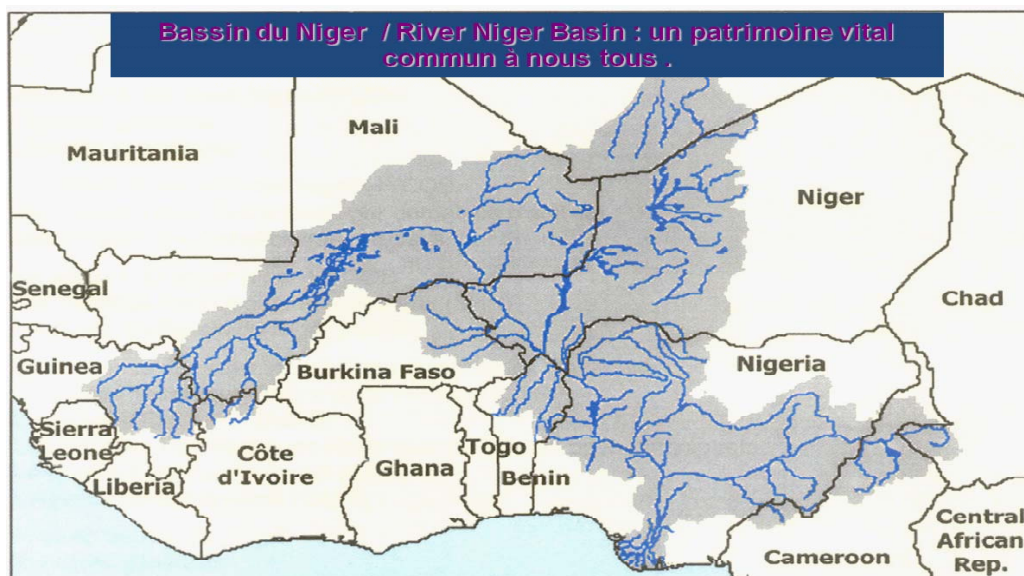 Bassin du Niger / River Niger Basin : un patrimoine vital
commun à nous tous .
Mali
Mauritania
Niger
Senegal
Chad
Guinea
Burkina Faso
Nigeria
Sierra
Leone
Liberia
Côte
d'Ivoire
Ghana
Togo
Benin
Central
African
Rep.
Cameroon